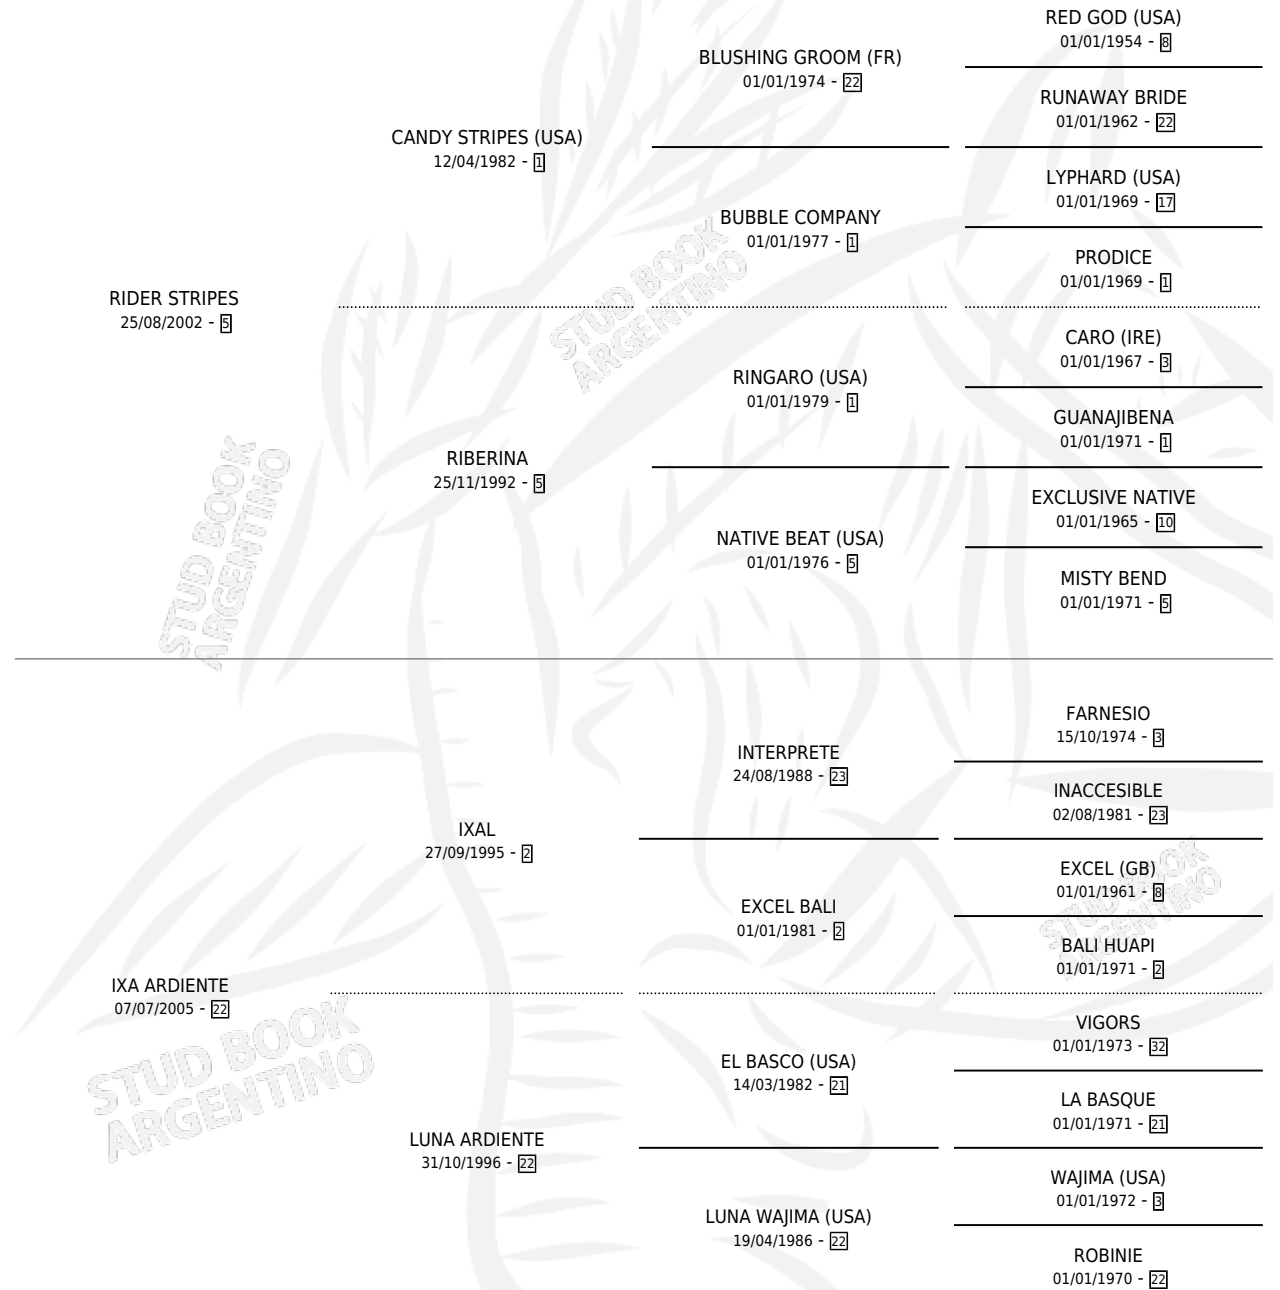 RED GOD (USA)
01/01/1954 - 8
BLUSHING GROOM (FR)
01/01/1974 - 22
RUNAWAY BRIDE
01/01/1962 - 22
CANDY STRIPES (USA)
12/04/1982 - 1
LYPHARD (USA)
01/01/1969 - 17
BUBBLE COMPANY
01/01/1977 - 1
PRODICE
01/01/1969 - 1
RIDER STRIPES
25/08/2002 - 5
CARO (IRE)
01/01/1967 - 3
RINGARO (USA)
01/01/1979 - 1
GUANAJIBENA
01/01/1971 - 1
RIBERINA
25/11/1992 - 5
EXCLUSIVE NATIVE
01/01/1965 - 10
NATIVE BEAT (USA)
01/01/1976 - 5
MISTY BEND
01/01/1971 - 5
STUD BOOK
ARGENTINO
STUD BOOK
ARGENTINO
FARNESIO
15/10/1974 - 3
INTERPRETE
24/08/1988 - 23
INACCESIBLE
02/08/1981 - 23
IXAL
27/09/1995 - 2
EXCEL (GB)
01/01/1961 - 8
EXCEL BALI
01/01/1981 - 2
BALI HUAPI
01/01/1971 - 2
IXA ARDIENTE
07/07/2005 - 22
VIGORS
01/01/1973 - 32
EL BASCO (USA)
14/03/1982 - 21
LA BASQUE
01/01/1971 - 21
LUNA ARDIENTE
31/10/1996 - 22
WAJIMA (USA)
01/01/1972 - 3
LUNA WAJIMA (USA)
19/04/1986 - 22
ROBINIE
01/01/1970 - 22
STUD BOOK
ARGENTINO
STUD BOOK
ARGENTINO